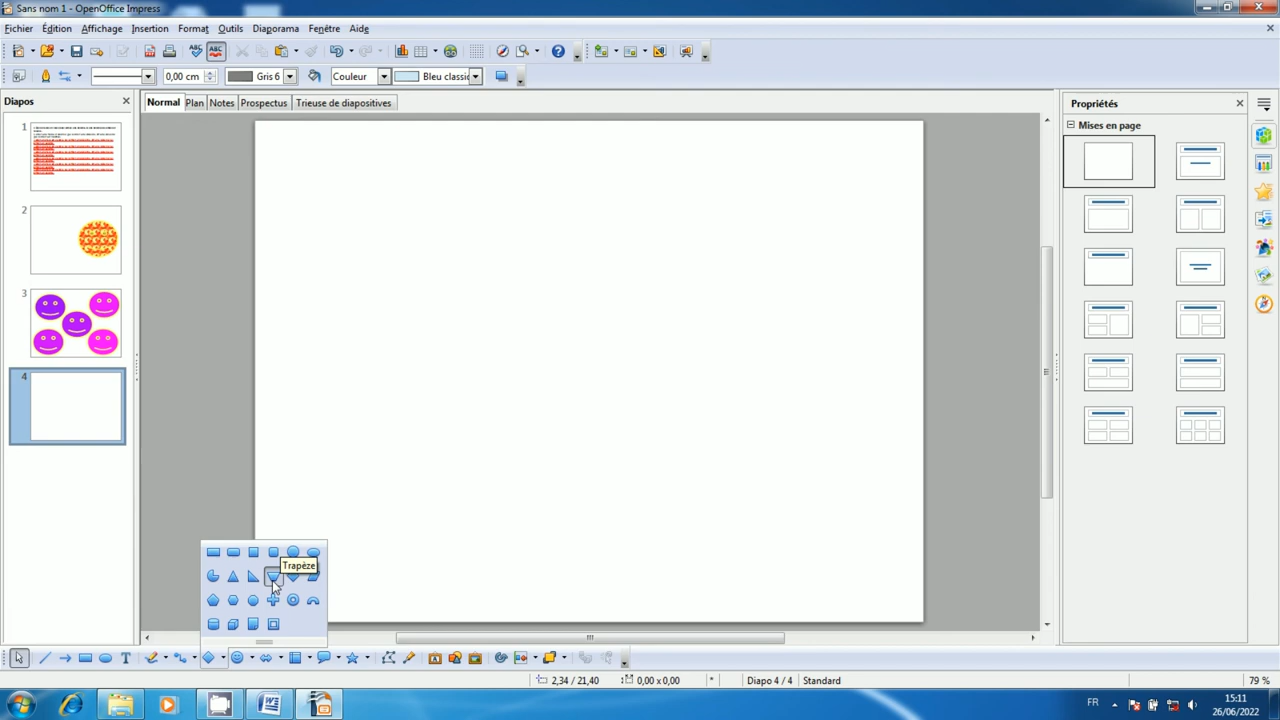 Sans nom 1 - OpenOffice Impress
Fichier Édition Affichage Insertion Format Outils Diaporama Fenêtre Aide
0,00 cm Gris 6 Couleur Bleu classi
Diapos
Normal Plan Notes Prospectus Trieuse de diapositives
Propriétés
Mises en page
1
2
3
4
Trapèze
2,34 / 21,40 0,00 x 0,00 * Diapo 4 / 4 Standard 79 %
FR 15:11
26/06/2022